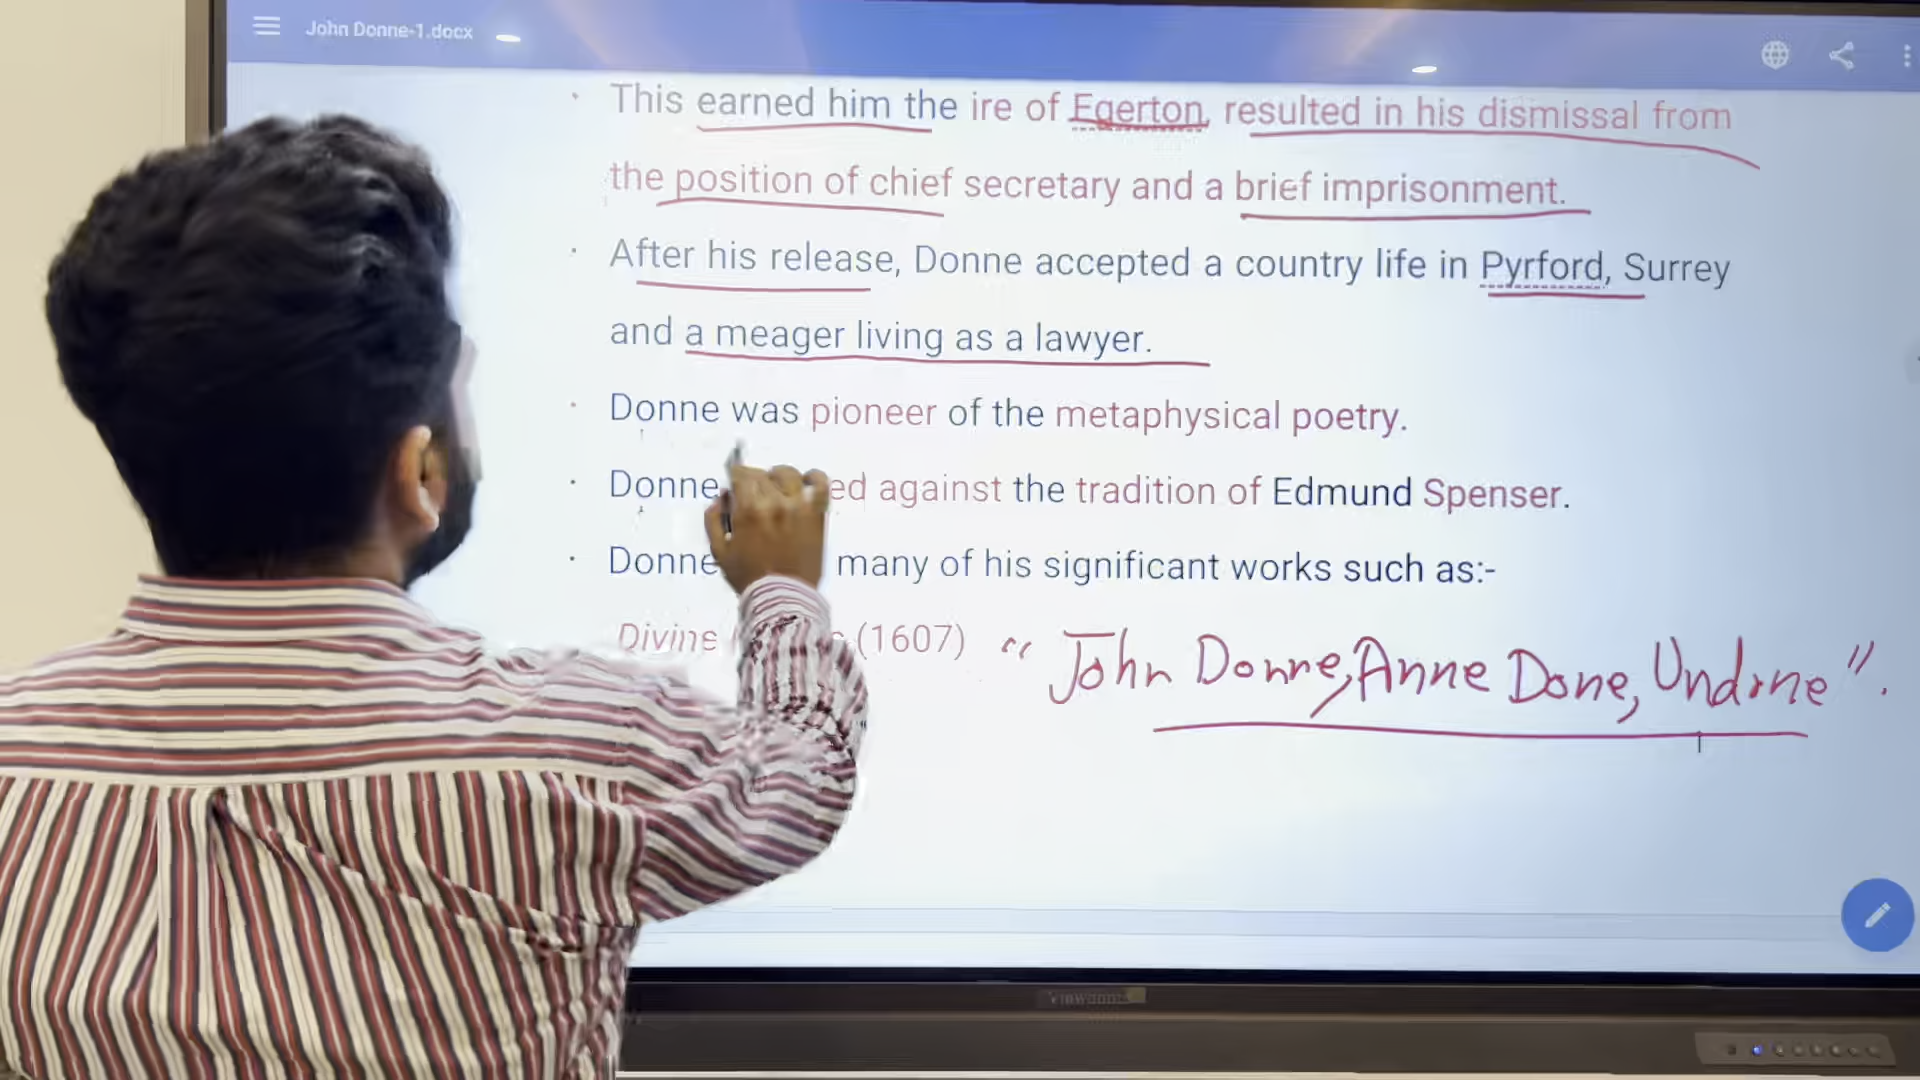 John Donne-1.docx
This earned him the ire of Egerton, resulted in his dismissal from
the position of chief secretary and a brief imprisonment.
After his release, Donne accepted a country life in Pyrford, Surrey
and a meager living as a lawyer.
Donne was pioneer of the metaphysical poetry.
Donne ed against the tradition of Edmund Spenser.
Donne many of his significant works such as:-
Divine (1607) “John Donne, Anne Done, Undone”.